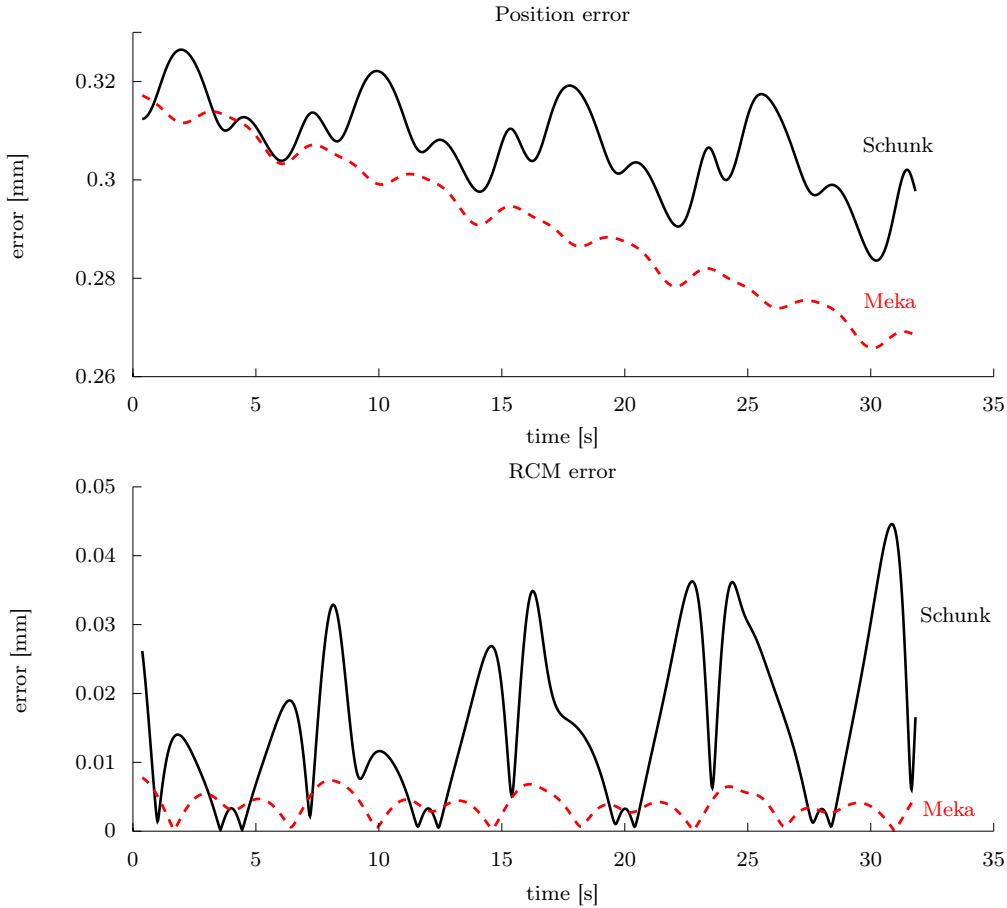 Position error
error [mm]
0.32
0.3
0.28
0.26
Schunk
Meka
0 5 10 15 20 25 30 35
time [s]
RCM error
error [mm]
0.05
0.04
0.03
0.02
0.01
0
Schunk
Meka
0 5 10 15 20 25 30 35
time [s]